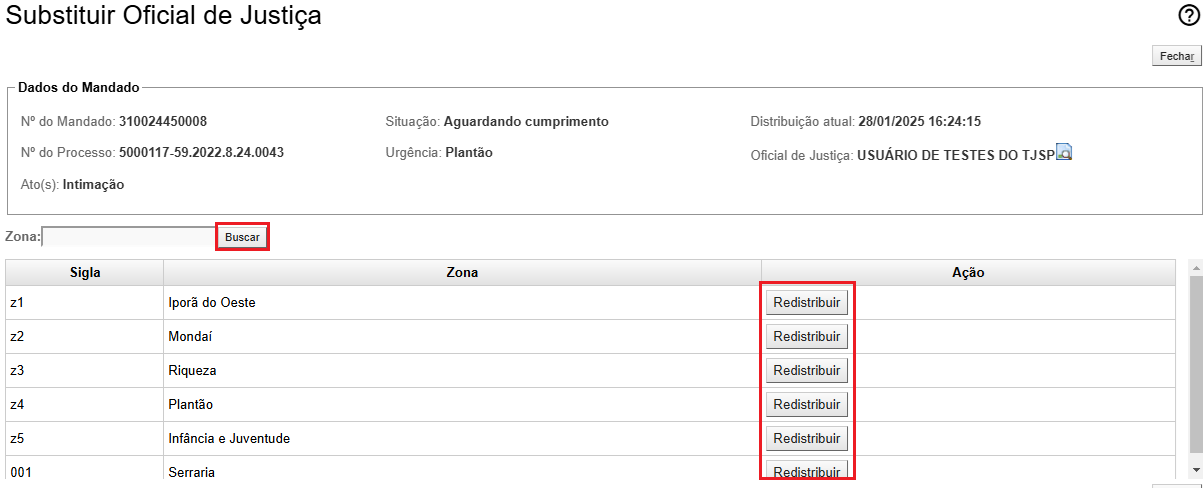 Substituir Oficial de Justiça
?
Fechar
Dados do Mandado
Nº do Mandado: 310024450008 Situação: Aguardando cumprimento Distribuição atual: 28/01/2025 16:24:15
Nº do Processo: 5000117-59.2022.8.24.0043 Urgência: Plantão Oficial de Justiça: USUÁRIO DE TESTES DO TJSP
Ato(s): Intimação
Zona: Buscar
Sigla Zona Ação
z1 Iporã do Oeste Redistribuir
z2 Mondaí Redistribuir
z3 Riqueza Redistribuir
z4 Plantão Redistribuir
z5 Infância e Juventude Redistribuir
001 Serraria Redistribuir